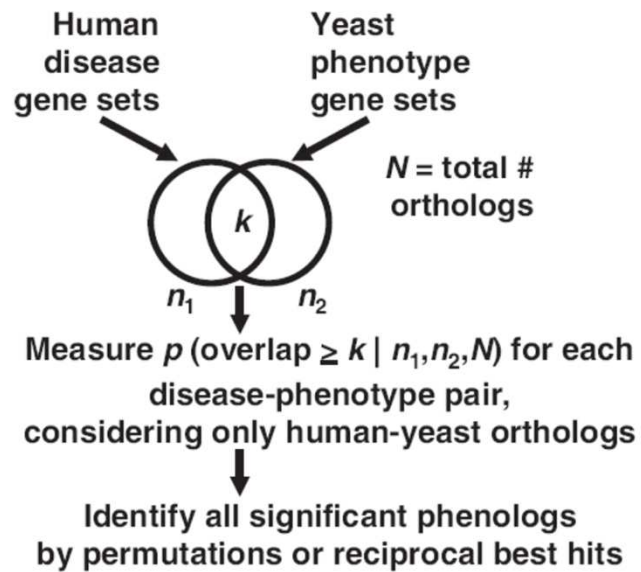 Human
disease
gene sets
Yeast
phenotype
gene sets
N = total #
orthologs
k
n₁
n₂
Measure p (overlap ≥ k | n₁,n₂,N) for each
disease-phenotype pair,
considering only human-yeast orthologs
Identify all significant phenologs
by permutations or reciprocal best hits